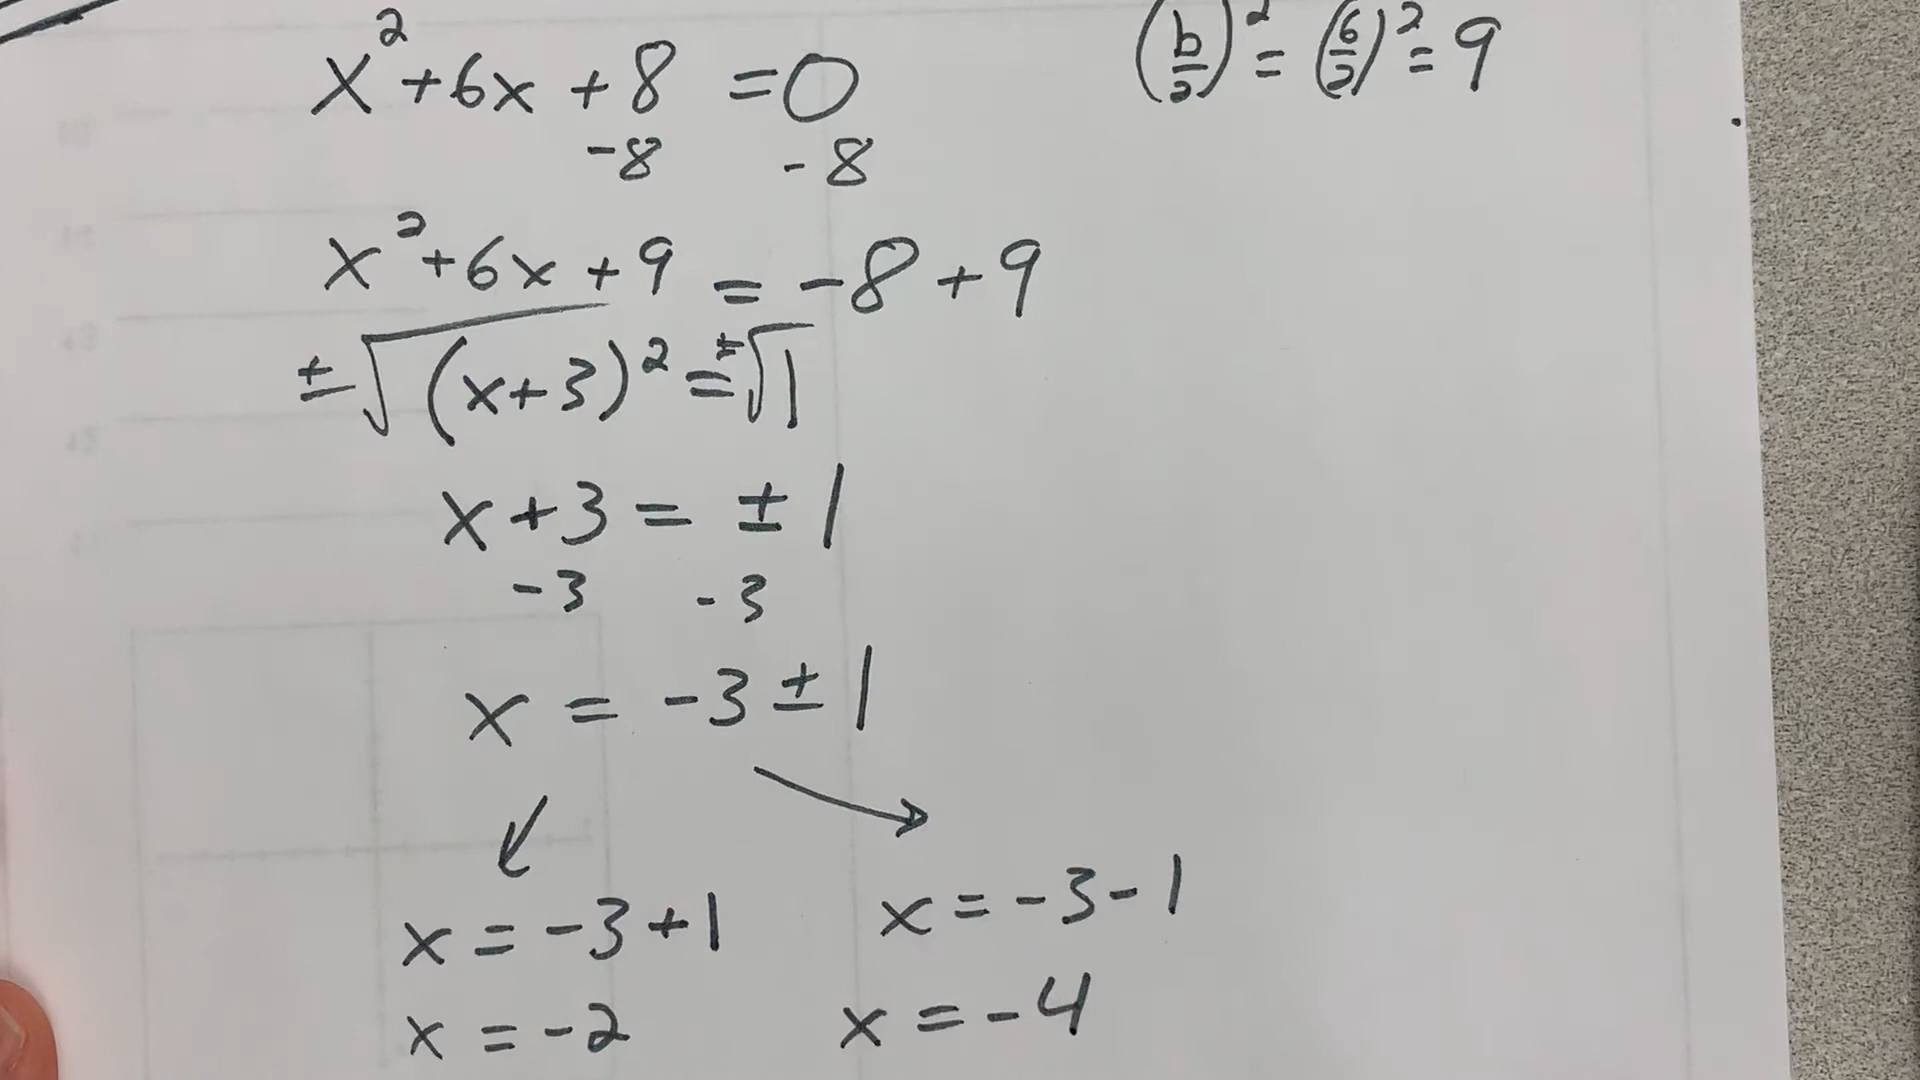 x² + 6x + 8 = 0
(b/2)² = (6/2)² = 9
-8 -8
x² + 6x + 9 = -8 + 9
±√(x+3)² = ±√1
x + 3 = ± 1
-3 -3
x = -3 ± 1
x = -3 + 1
x = -3 - 1
x = -2
x = -4